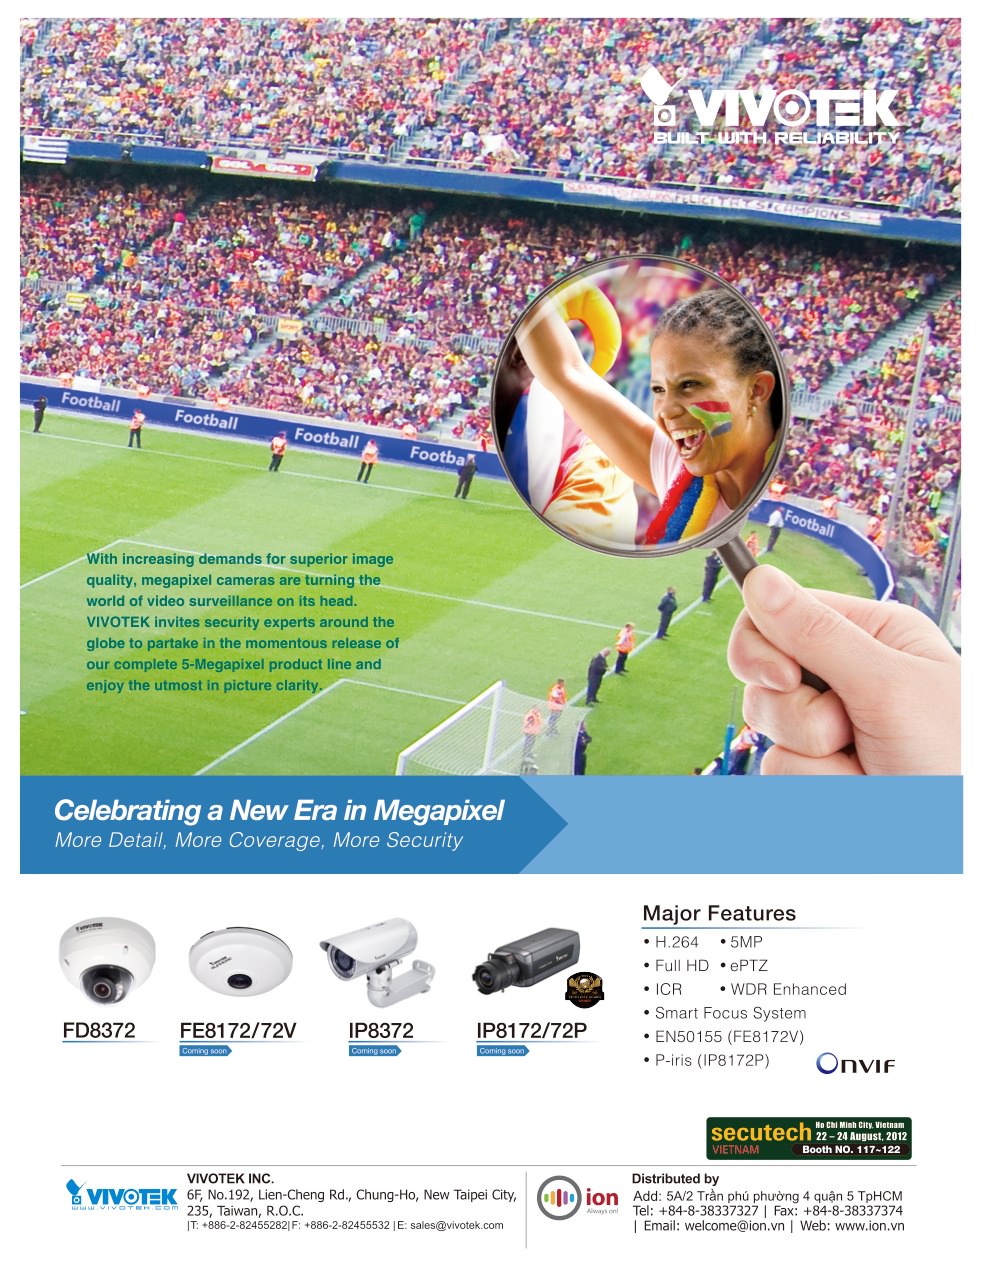 VIVOTEK
BUILT WITH RELIABILITY
GOL GOL
FELICITATS CHAMPIONS
SPORT
Football
Football
Football
Football
Football
With increasing demands for superior image
quality, megapixel cameras are turning the
world of video surveillance on its head.
VIVOTEK invites security experts around the
globe to partake in the momentous release of
our complete 5-Megapixel product line and
enjoy the utmost in picture clarity.
Celebrating a New Era in Megapixel
More Detail, More Coverage, More Security
VIVOTEK
FD8372
FE8172/72V
Coming soon
IP8372
Coming soon
IP8172/72P
Coming soon
Major Features
• H.264 • 5MP
• Full HD • ePTZ
• ICR • WDR Enhanced
• Smart Focus System
• EN50155 (FE8172V)
• P-iris (IP8172P)
ONVIF
secutech
VIETNAM
Ho Chi Minh City, Vietnam
22 – 24 August, 2012
Booth NO. 117~122
VIVOTEK
www.vivotek.com
VIVOTEK INC.
6F, No.192, Lien-Cheng Rd., Chung-Ho, New Taipei City,
235, Taiwan, R.O.C.
|T: +886-2-82455282|F: +886-2-82455532 |E: sales@vivotek.com
ion
Always on!
Distributed by
Add: 5A/2 Trần phú phường 4 quận 5 TpHCM
Tel: +84-8-38337327 | Fax: +84-8-38337374
| Email: welcome@ion.vn | Web: www.ion.vn